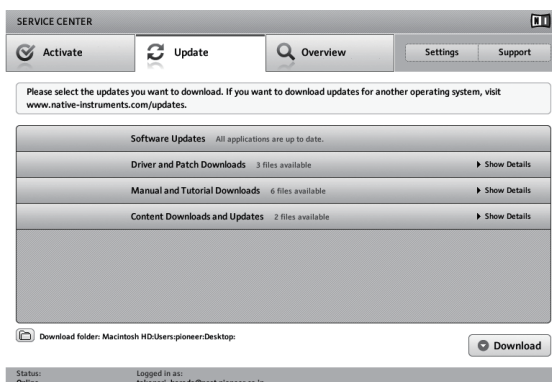 SERVICE CENTER
Activate
Update
Overview
Settings
Support
Please select the updates you want to download. If you want to download updates for another operating system, visit
www.native-instruments.com/updates.
Software Updates All applications are up to date.
Driver and Patch Downloads 3 files available Show Details
Manual and Tutorial Downloads 6 files available Show Details
Content Downloads and Updates 2 files available Show Details
Download folder: Macintosh HD:Users:pioneer:Desktop:
Download
Status: Logged in as:
Online